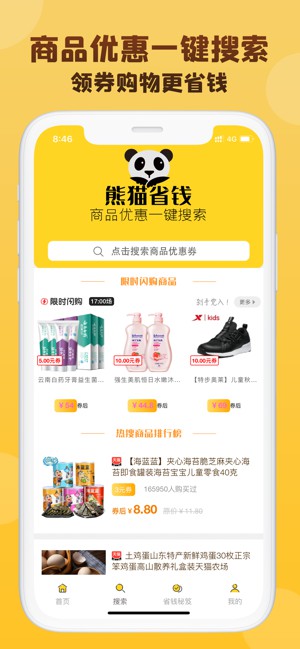 商品优惠一键搜索
领券购物更省钱
8:46
4G
熊猫省钱
商品优惠一键搜索
点击搜索商品优惠券
限时闪购商品
限时闪购
17:00场
更多
X kids
5.00元券
10.00元券
10.00元券
云南白药牙膏益生菌...
强生美肌恒日水嫩沐...
【特步奥莱】儿童秋...
券后
券后
券后
热搜商品排行榜
【海蓝蓝】夹心海苔脆芝麻夹心海
苔即食罐装海苔宝宝儿童零食40克
165950人购买过
券后 ¥ 8.80
原价 ¥ 11.80
土鸡蛋山东特产新鲜鸡蛋30枚正宗
笨鸡蛋高山散养礼盒装天猫农场
首页
搜索
省钱秘笈
我的